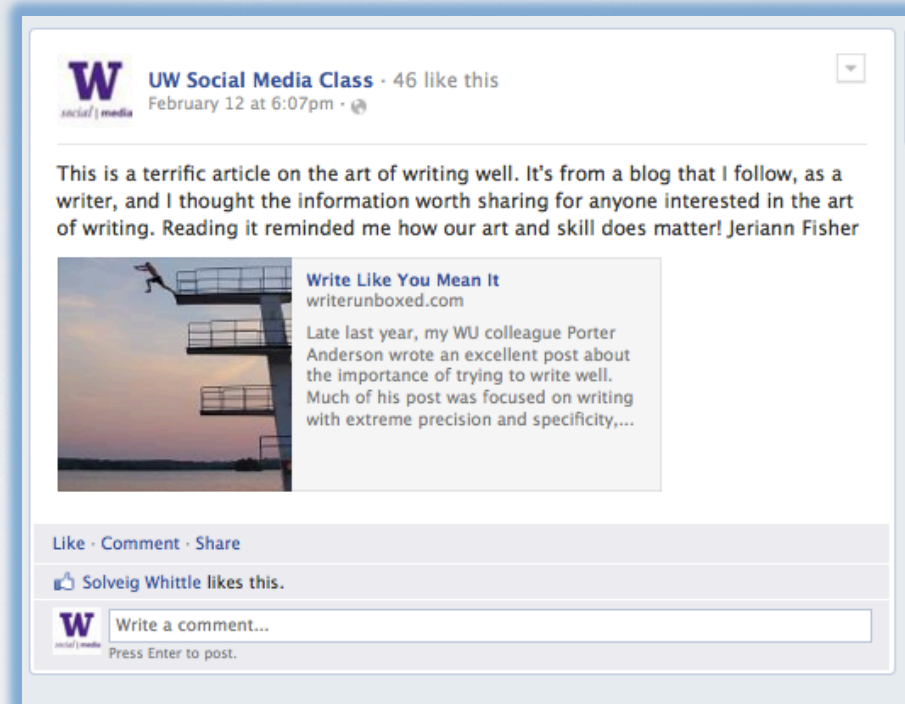 W
social | media
UW Social Media Class · 46 like this
February 12 at 6:07pm ·
This is a terrific article on the art of writing well. It's from a blog that I follow, as a
writer, and I thought the information worth sharing for anyone interested in the art
of writing. Reading it reminded me how our art and skill does matter! Jeriann Fisher
Write Like You Mean It
writerunboxed.com
Late last year, my WU colleague Porter
Anderson wrote an excellent post about
the importance of trying to write well.
Much of his post was focused on writing
with extreme precision and specificity,...
Like · Comment · Share
Solveig Whittle likes this.
W
social | media
Write a comment...
Press Enter to post.